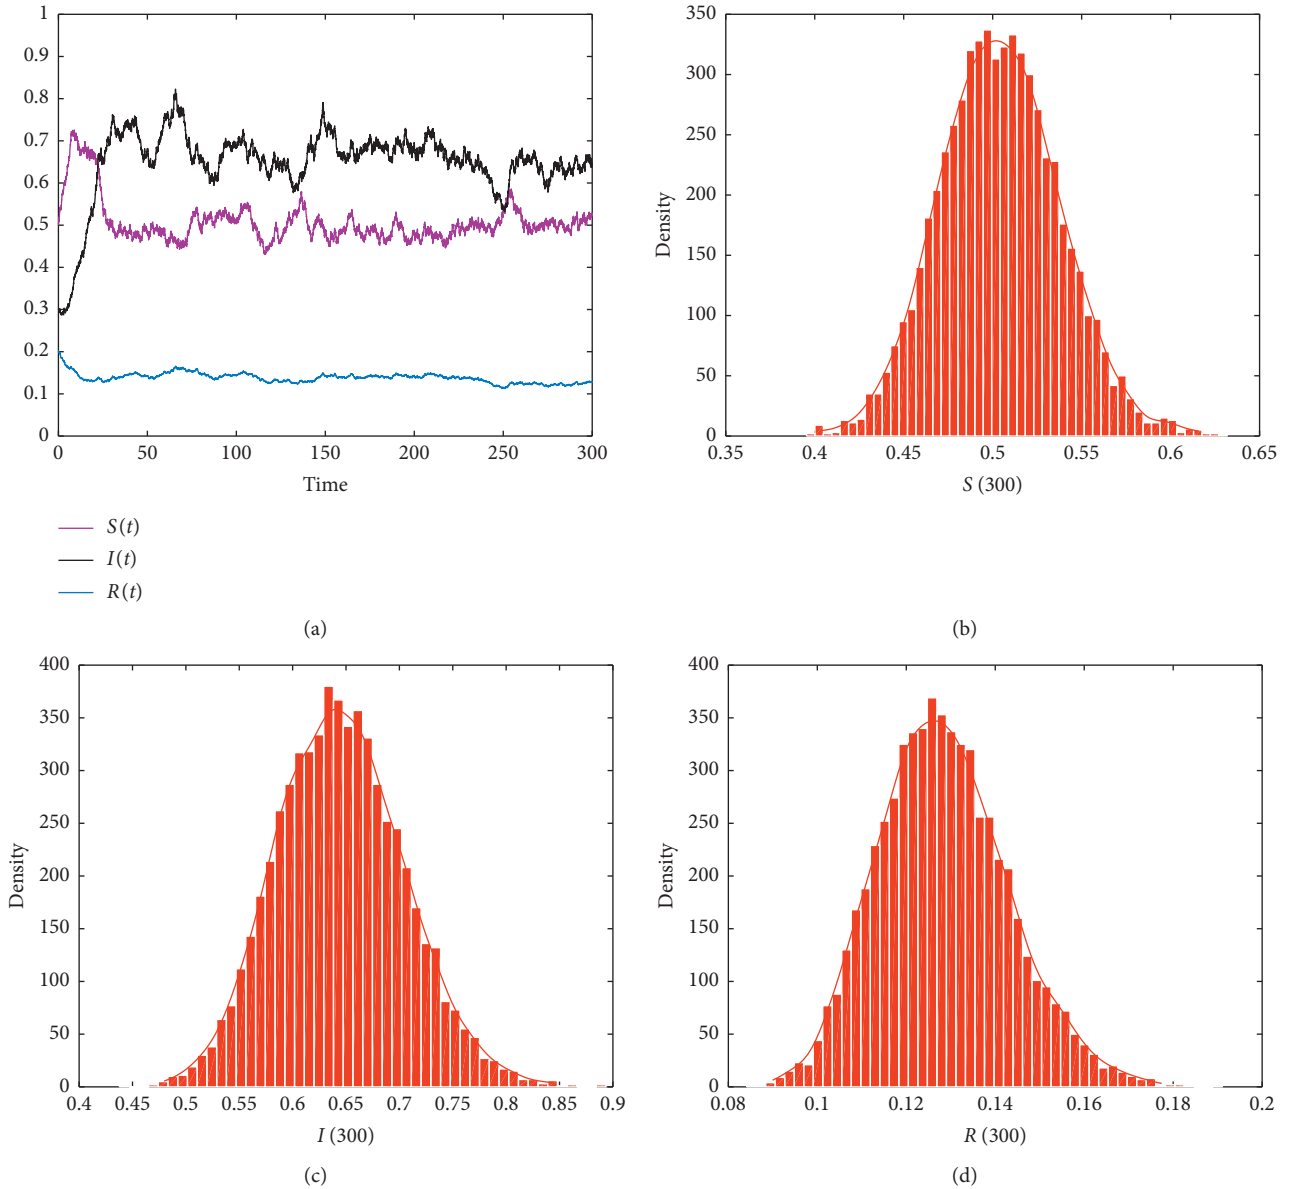 1
0.9
0.8
0.7
0.6
0.5
0.4
0.3
0.2
0.1
0
0 50 100 150 200 250 300
Time
S(t)
I(t)
R(t)
(a)
350
300
250
200
150
100
50
0
Density
0.35 0.4 0.45 0.5 0.55 0.6 0.65
S (300)
(b)
400
350
300
250
200
150
100
50
0
Density
0.4 0.45 0.5 0.55 0.6 0.65 0.7 0.75 0.8 0.85 0.9
I (300)
(c)
400
350
300
250
200
150
100
50
0
Density
0.08 0.1 0.12 0.14 0.16 0.18 0.2
R (300)
(d)